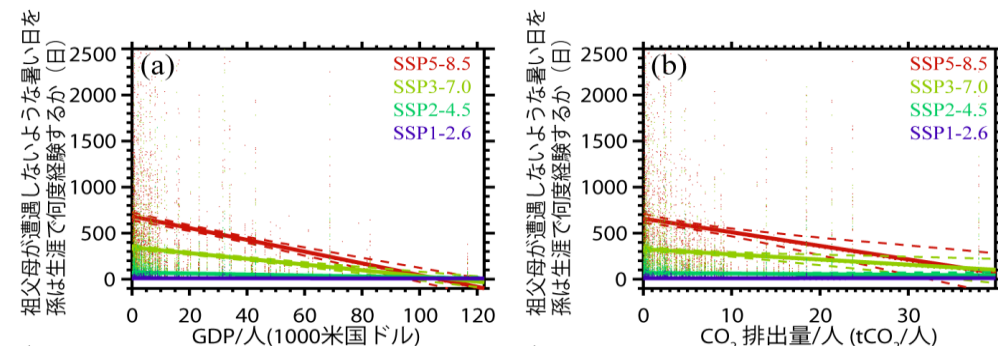 祖父母が遭遇しないような暑い日を
孫は生涯で何度経験するか（日）
2500
2000
1500
1000
500
0
(a)
SSP5-8.5
SSP3-7.0
SSP2-4.5
SSP1-2.6
0 20 40 60 80 100 120
GDP/人(1000米国ドル)
祖父母が遭遇しないような暑い日を
孫は生涯で何度経験するか（日）
2500
2000
1500
1000
500
0
(b)
SSP5-8.5
SSP3-7.0
SSP2-4.5
SSP1-2.6
0 10 20 30
CO₂ 排出量/人 (tCO₂/人)